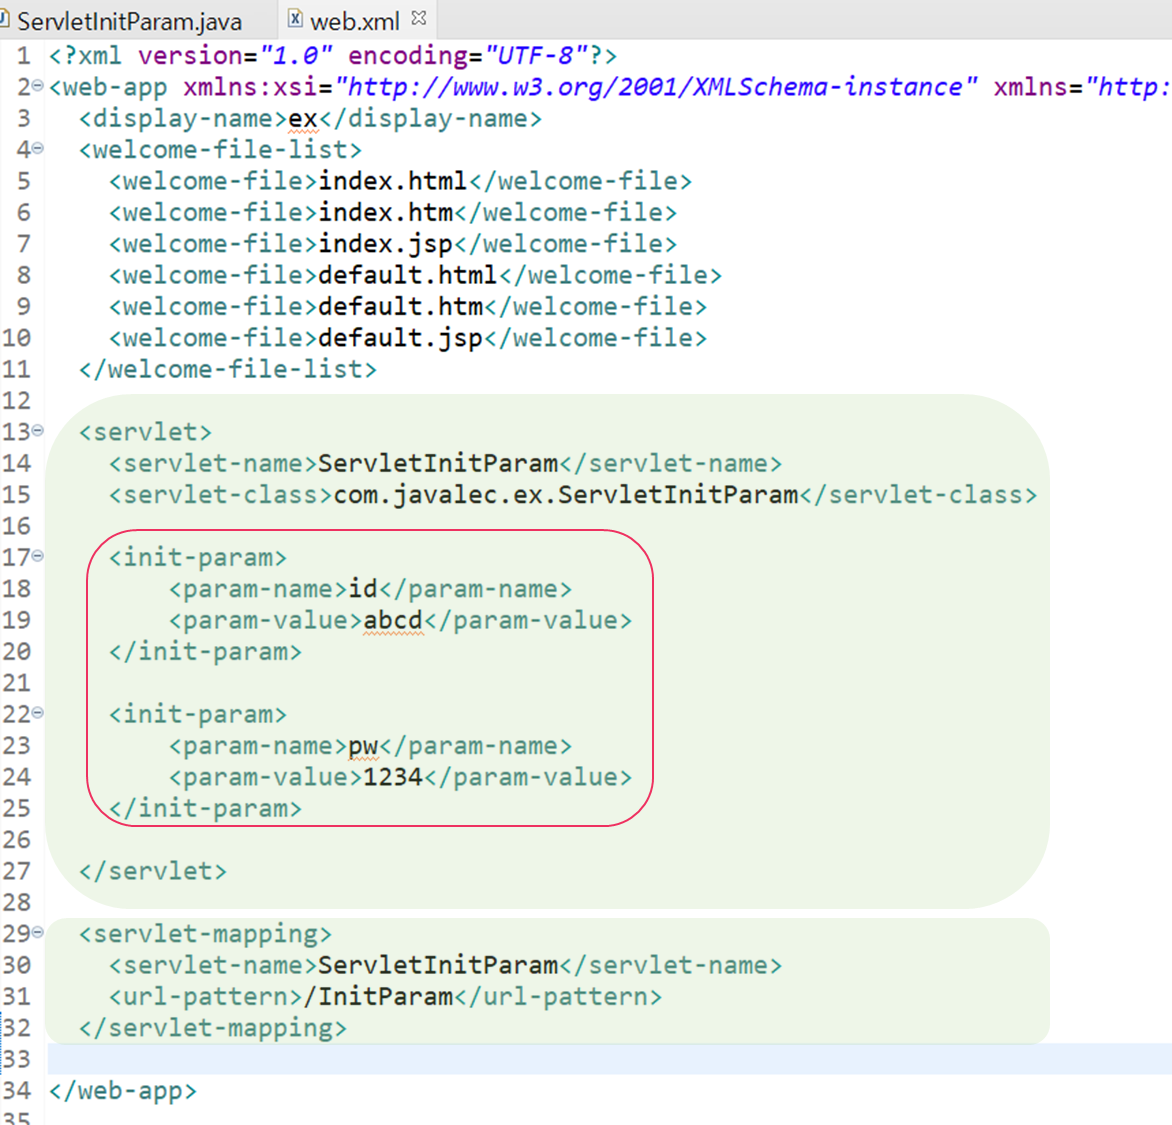 ServletInitParam.java web.xml
1 <?xml version="1.0" encoding="UTF-8"?>
2 <web-app xmlns:xsi="http://www.w3.org/2001/XMLSchema-instance" xmlns="http:
3 <display-name>ex</display-name>
4 <welcome-file-list>
5 <welcome-file>index.html</welcome-file>
6 <welcome-file>index.htm</welcome-file>
7 <welcome-file>index.jsp</welcome-file>
8 <welcome-file>default.html</welcome-file>
9 <welcome-file>default.htm</welcome-file>
10 <welcome-file>default.jsp</welcome-file>
11 </welcome-file-list>
12
13 <servlet>
14 <servlet-name>ServletInitParam</servlet-name>
15 <servlet-class>com.javalec.ex.ServletInitParam</servlet-class>
16
17 <init-param>
18 <param-name>id</param-name>
19 <param-value>abcd</param-value>
20 </init-param>
21
22 <init-param>
23 <param-name>pw</param-name>
24 <param-value>1234</param-value>
25 </init-param>
26
27 </servlet>
28
29 <servlet-mapping>
30 <servlet-name>ServletInitParam</servlet-name>
31 <url-pattern>/InitParam</url-pattern>
32 </servlet-mapping>
33
34 </web-app>
35